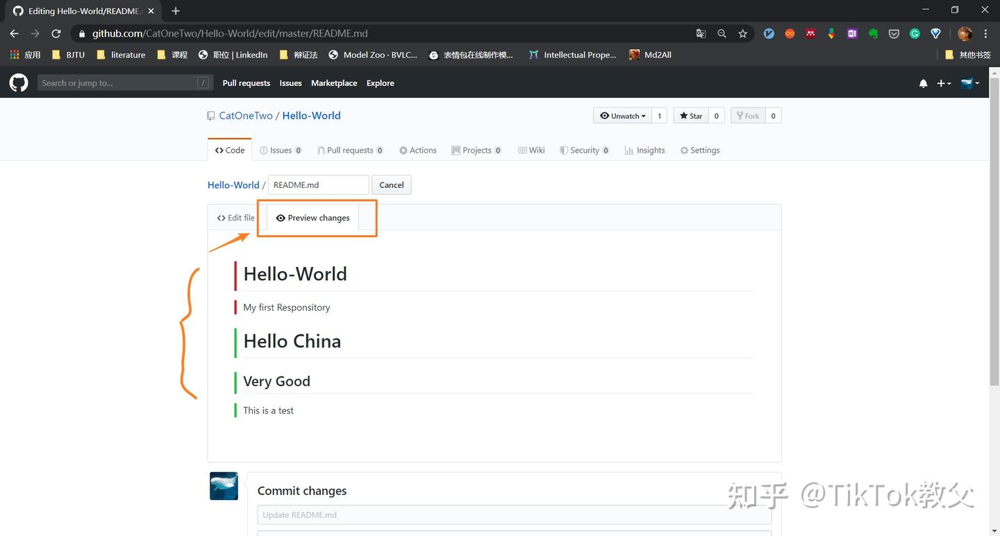 Editing Hello-World/README.
github.com/CatOneTwo/Hello-World/edit/master/README.md
应用 BJTU literature 课程 职位 | LinkedIn 辩证法 Model Zoo · BVLC... 表情包在线制作模... Intellectual Prope... Md2All 其他书签
Search or jump to... / Pull requests Issues Marketplace Explore
CatOneTwo / Hello-World Unwatch 1 Star 0 Fork 0
Code Issues 0 Pull requests 0 Actions Projects 0 Wiki Security 0 Insights Settings
Hello-World / README.md Cancel
Edit file Preview changes
Hello-World
My first Responsitory
Hello China
Very Good
This is a test
Commit changes
Update README.md
知乎 @TikTok教父